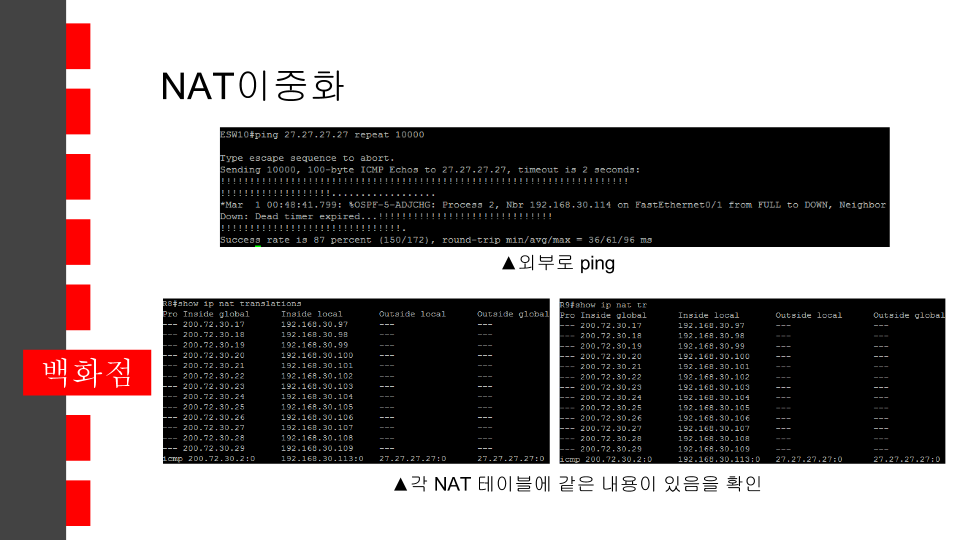 NAT이중화
ESW10#ping 27.27.27.27 repeat 10000
Type escape sequence to abort.
Sending 10000, 100-byte ICMP Echos to 27.27.27.27, timeout is 2 seconds:
!!!!!!!!!!!!!!!!!!!!!!!!!!!!!!!!!!!!!!!!!!!!!!!!!!!!!!!!!!!!!!!!!!!!!!
!!!!!!!!!!!!!!!!!!!..................
*Mar  1 00:48:41.799: %OSPF-5-ADJCHG: Process 2, Nbr 192.168.30.114 on FastEthernet0/1 from FULL to DOWN, Neighbor
Down: Dead timer expired...!!!!!!!!!!!!!!!!!!!!!!!!!!!!!!
!!!!!!!!!!!!!!!!!!!!!!!!!!!!!!!.
Success rate is 87 percent (150/172), round-trip min/avg/max = 36/61/96 ms
▲외부로 ping
R8#show ip nat translations
Pro Inside global Inside local Outside local Outside global
--- 200.72.30.17 192.168.30.97 --- ---
--- 200.72.30.18 192.168.30.98 --- ---
--- 200.72.30.19 192.168.30.99 --- ---
--- 200.72.30.20 192.168.30.100 --- ---
--- 200.72.30.21 192.168.30.101 --- ---
--- 200.72.30.22 192.168.30.102 --- ---
--- 200.72.30.23 192.168.30.103 --- ---
--- 200.72.30.24 192.168.30.104 --- ---
--- 200.72.30.25 192.168.30.105 --- ---
--- 200.72.30.26 192.168.30.106 --- ---
--- 200.72.30.27 192.168.30.107 --- ---
--- 200.72.30.28 192.168.30.108 --- ---
--- 200.72.30.29 192.168.30.109 --- ---
icmp 200.72.30.2:0 192.168.30.113:0 27.27.27.27:0 27.27.27.27:0
R9#show ip nat tr
Pro Inside global Inside local Outside local Outside global
--- 200.72.30.17 192.168.30.97 --- ---
--- 200.72.30.18 192.168.30.98 --- ---
--- 200.72.30.19 192.168.30.99 --- ---
--- 200.72.30.20 192.168.30.100 --- ---
--- 200.72.30.21 192.168.30.101 --- ---
--- 200.72.30.22 192.168.30.102 --- ---
--- 200.72.30.23 192.168.30.103 --- ---
--- 200.72.30.24 192.168.30.104 --- ---
--- 200.72.30.25 192.168.30.105 --- ---
--- 200.72.30.26 192.168.30.106 --- ---
--- 200.72.30.27 192.168.30.107 --- ---
--- 200.72.30.28 192.168.30.108 --- ---
--- 200.72.30.29 192.168.30.109 --- ---
icmp 200.72.30.2:0 192.168.30.113:0 27.27.27.27:0 27.27.27.27:0
백화점
▲각 NAT 테이블에 같은 내용이 있음을 확인